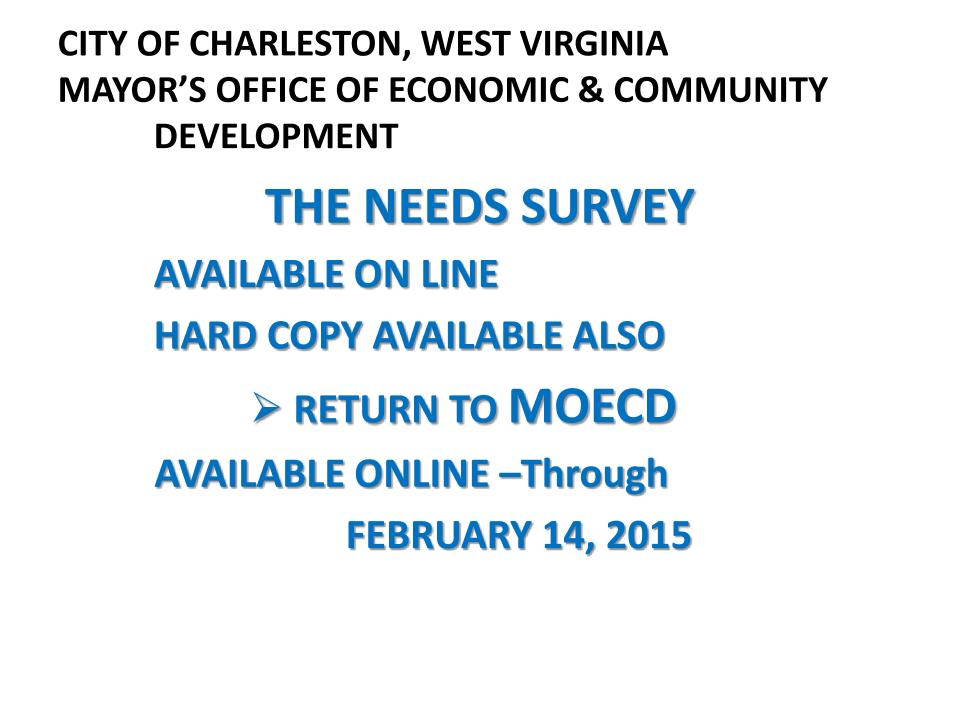 CITY OF CHARLESTON, WEST VIRGINIA
MAYOR’S OFFICE OF ECONOMIC & COMMUNITY
DEVELOPMENT
THE NEEDS SURVEY
AVAILABLE ON LINE
HARD COPY AVAILABLE ALSO
➢ RETURN TO MOECD
AVAILABLE ONLINE –Through
FEBRUARY 14, 2015